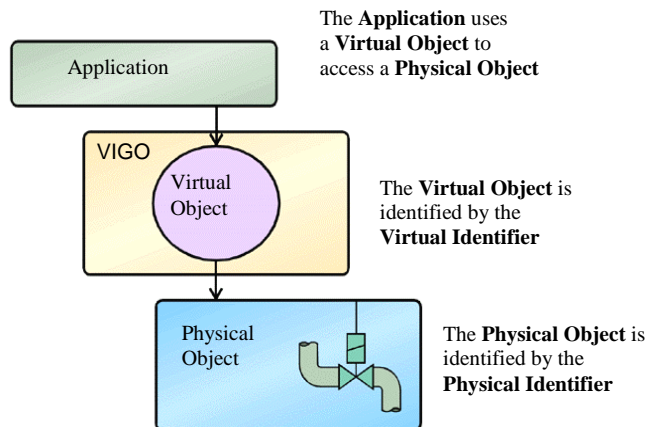 The Application uses
a Virtual Object to
access a Physical Object
Application
VIGO
Virtual
Object
The Virtual Object is
identified by the
Virtual Identifier
Physical
Object
The Physical Object is
identified by the
Physical Identifier